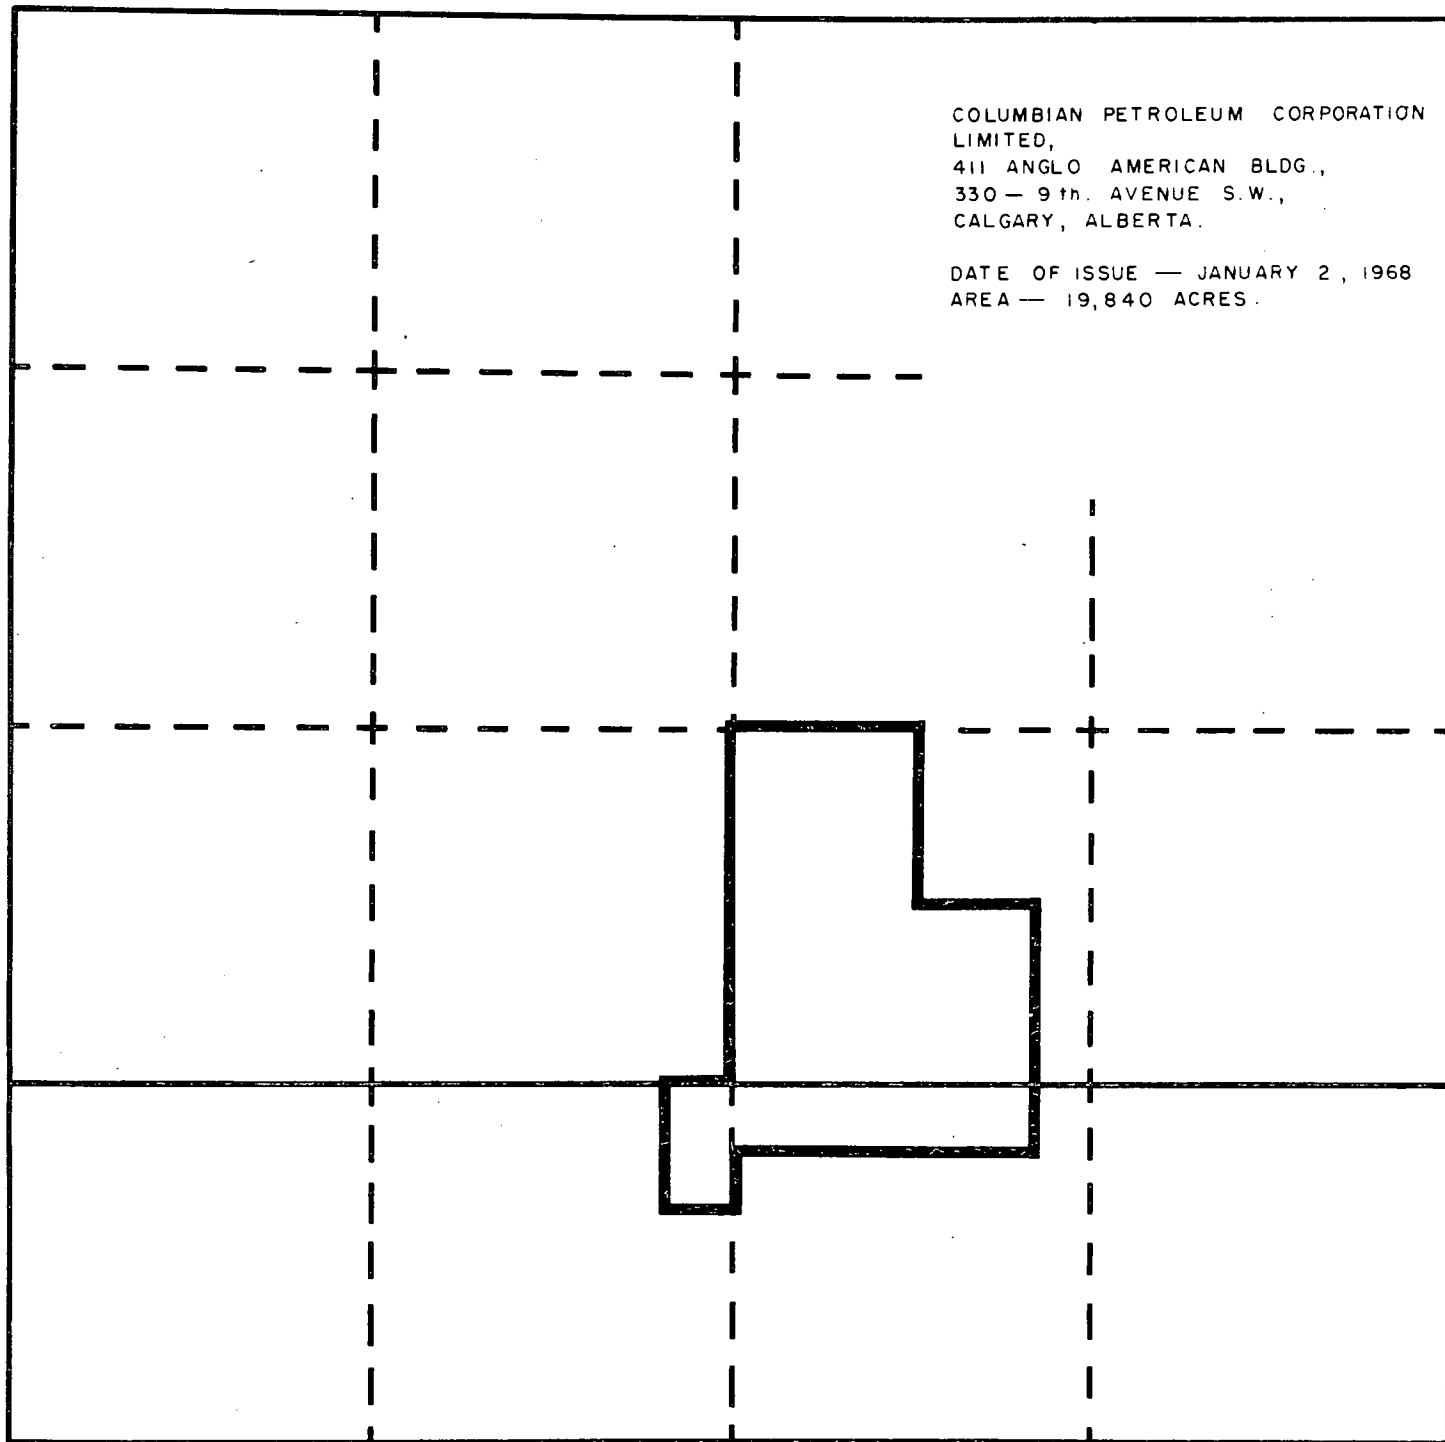 COLUMBIAN PETROLEUM CORPORATION
LIMITED,
411 ANGLO AMERICAN BLDG.,
330 — 9th. AVENUE S.W.,
CALGARY, ALBERTA.
DATE OF ISSUE — JANUARY 2, 1968
AREA — 19,840 ACRES.